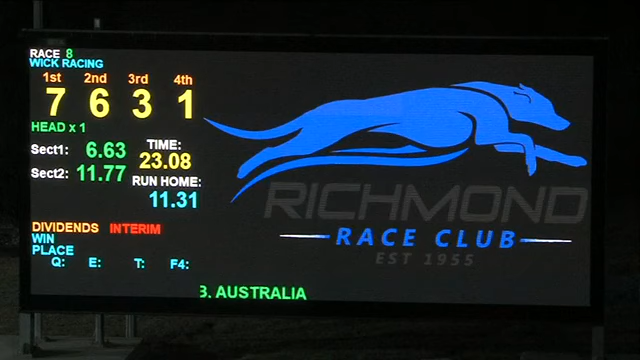 RACE 8
WICK RACING
1st 2nd 3rd 4th
7 6 3 1
HEAD x 1
Sect1: 6.63
Sect2: 11.77
TIME:
23.08
RUN HOME:
11.31
DIVIDENDS INTERIM
WIN
PLACE
Q: E: T: F4:
RICHMOND
RACE CLUB
EST 1955
3. AUSTRALIA